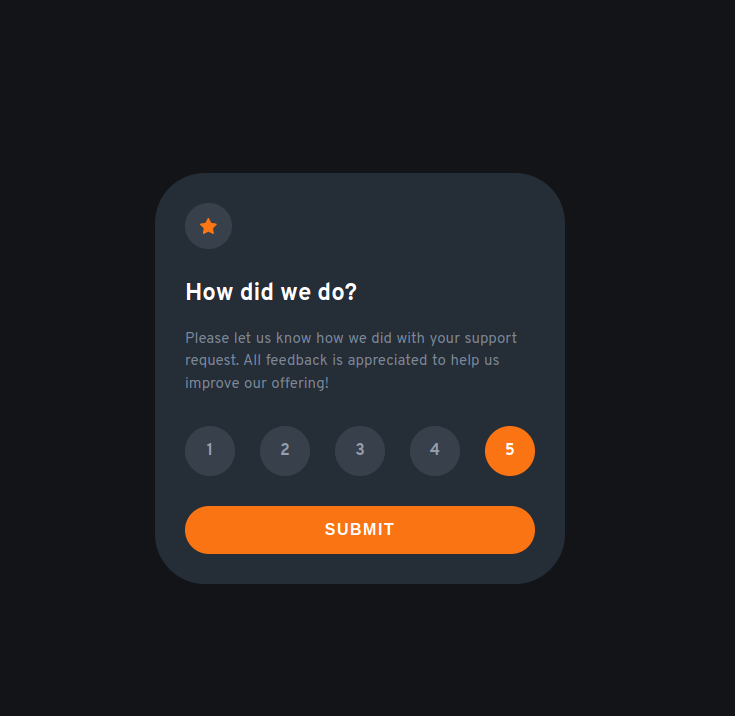 How did we do?
Please let us know how we did with your support
request. All feedback is appreciated to help us
improve our offering!
1 2 3 4 5
SUBMIT